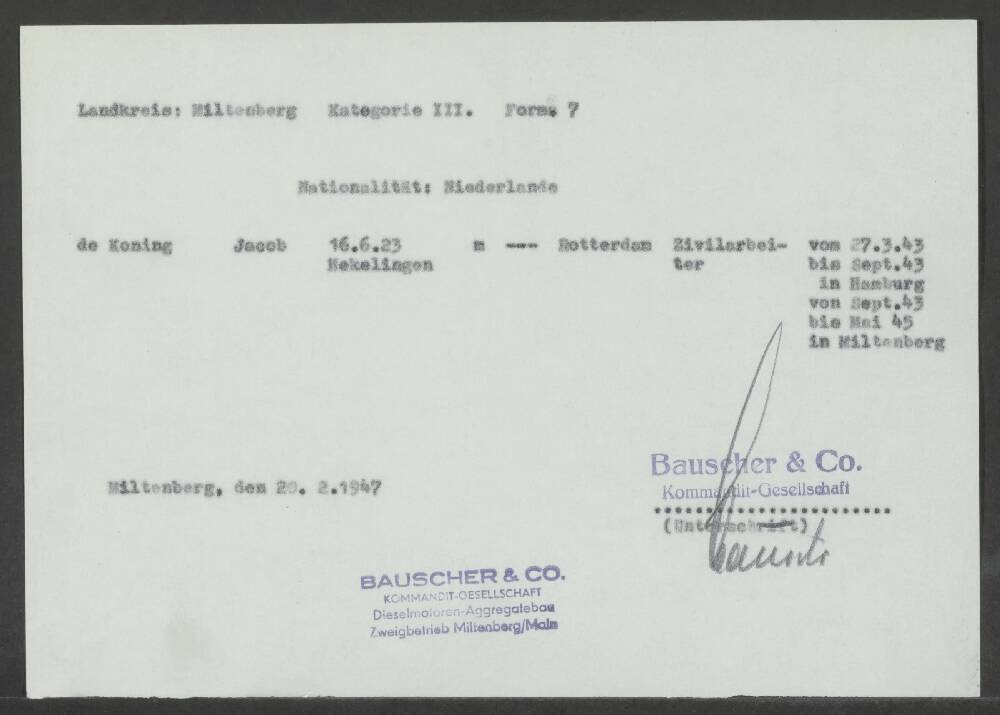 Landkreis: Miltenberg Kategorie III. Form. 7
Nationalität: Niederlande
de Koning Jacob 16.6.23 m --- Rotterdam Zivilarbei- vom 27.3.43
Hekelingen ter bis Sept.43
in Hamburg
von Sept.43
bis Mai 45
in Miltenberg
Bauscher & Co.
Kommandit-Gesellschaft
Miltenberg, den 20. 2.1947
(Unterschrift)
BAUSCHER & CO.
KOMMANDIT-GESELLSCHAFT
Dieselmotoren-Aggregatebau
Zweigbetrieb Miltenberg/Main